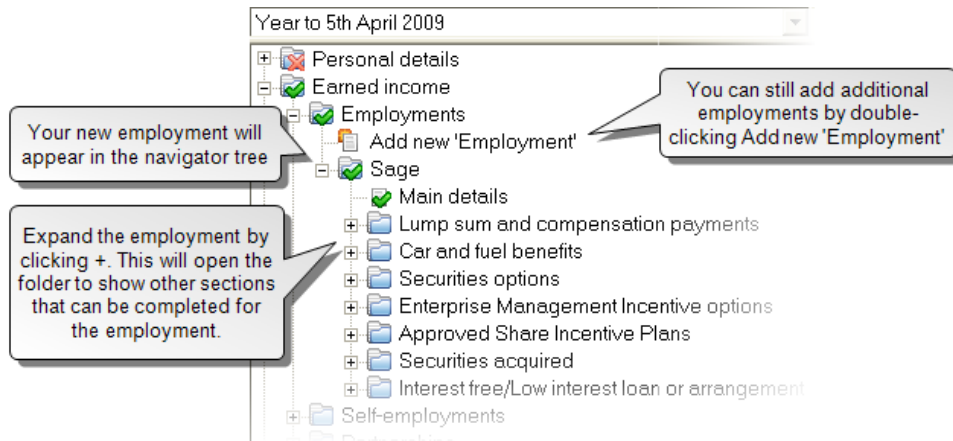 Year to 5th April 2009
Personal details
Earned income
Employments
Add new 'Employment'
Sage
Main details
Lump sum and compensation payments
Car and fuel benefits
Securities options
Enterprise Management Incentive options
Approved Share Incentive Plans
Securities acquired
Interest free/Low interest loan or arrangement
Self-employments
Your new employment will
appear in the navigator tree
Expand the employment by
clicking +. This will open the
folder to show other sections
that can be completed for
the employment.
You can still add additional
employments by double-
clicking Add new 'Employment'